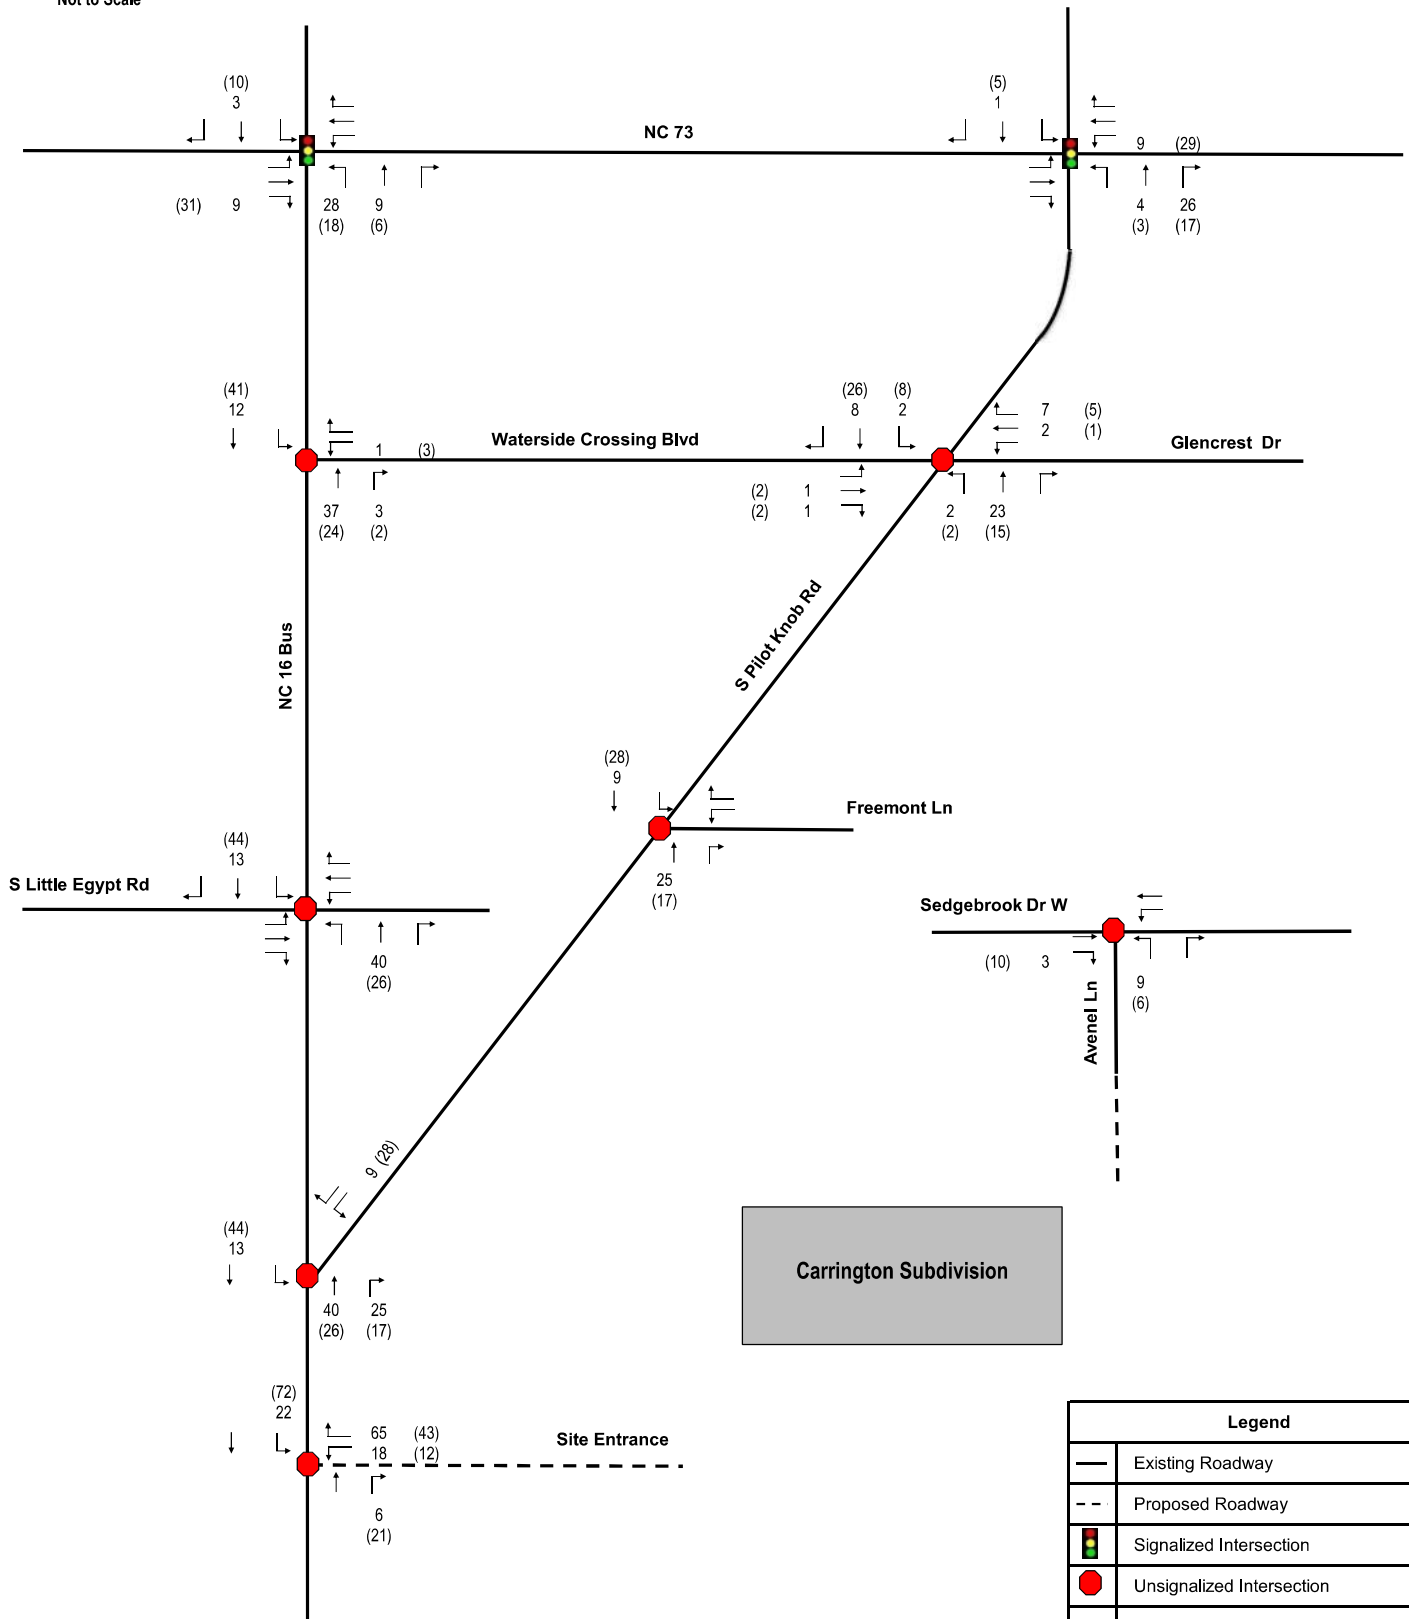 Not to Scale
(10)
3
(5)
1
NC 73
9 (29)
(31) 9
28 9
(18) (6)
4 26
(3) (17)
(41)
12
(26) (8)
8 2
7 (5)
2 (1)
Waterside Crossing Blvd
Glencrest Dr
1 (3)
(2) 1
(2) 1
37 3
(24) (2)
2 23
(2) (15)
S Pilot Knob Rd
NC 16 Bus
(28)
9
Freemont Ln
(44)
13
25
(17)
S Little Egypt Rd
Sedgebrook Dr W
40
(26)
(10) 3
9
(6)
Avenel Ln
9 (28)
(44)
13
Carrington Subdivision
40 25
(26) (17)
(72)
22
65 (43)
18 (12)
Site Entrance
6
(21)
Legend
Existing Roadway
Proposed Roadway
Signalized Intersection
Unsignalized Intersection